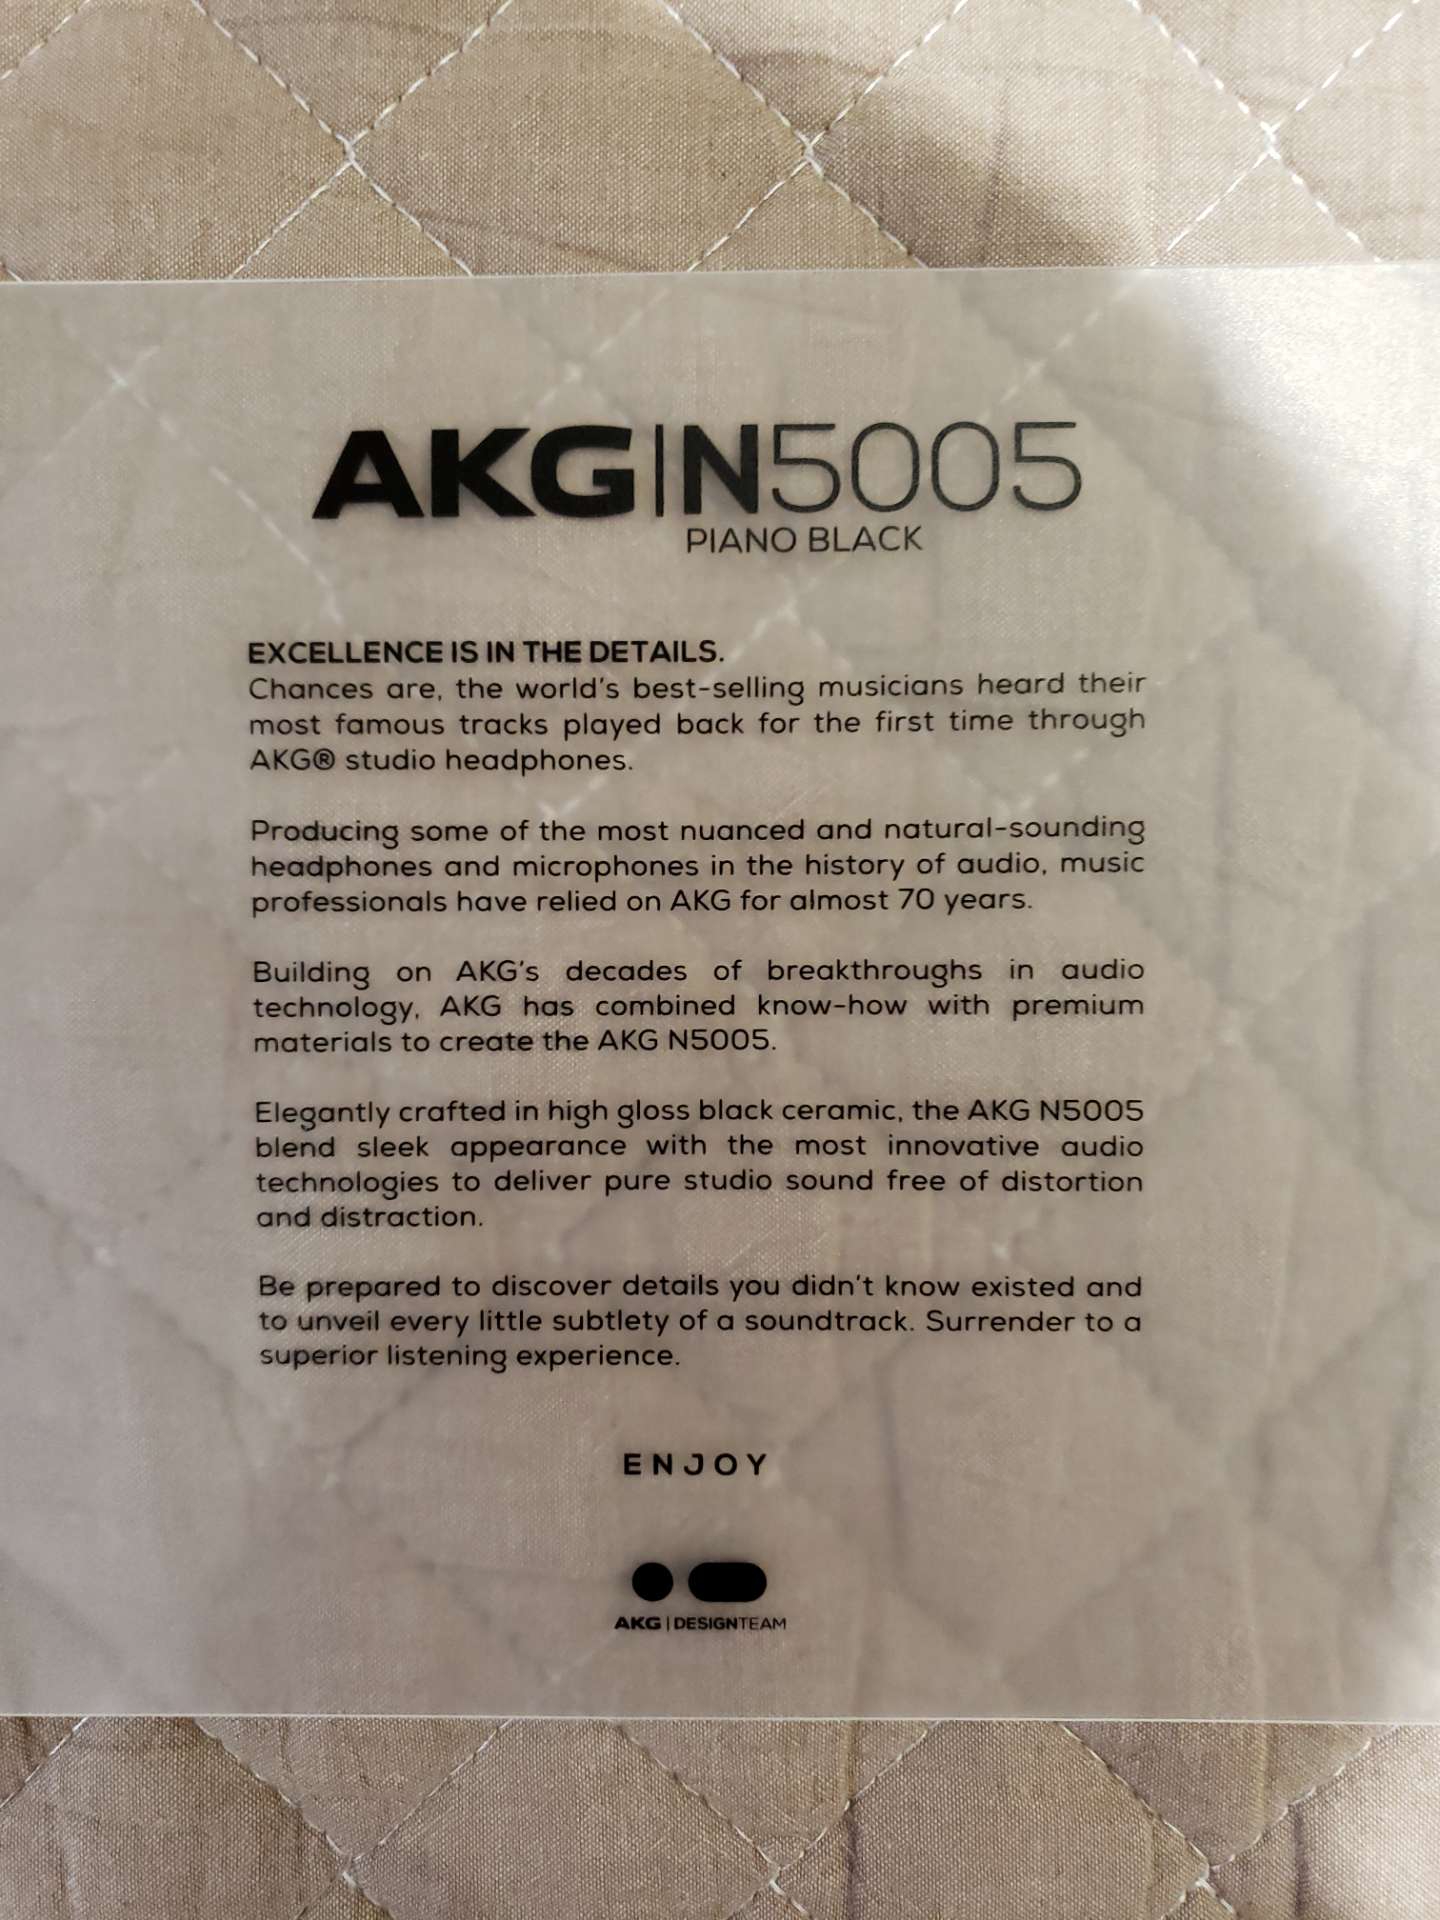 AKG|N5005
PIANO BLACK
EXCELLENCE IS IN THE DETAILS.
Chances are, the world's best-selling musicians heard their
most famous tracks played back for the first time through
AKG® studio headphones.
Producing some of the most nuanced and natural-sounding
headphones and microphones in the history of audio, music
professionals have relied on AKG for almost 70 years.
Building on AKG's decades of breakthroughs in audio
technology, AKG has combined know-how with premium
materials to create the AKG N5005.
Elegantly crafted in high gloss black ceramic, the AKG N5005
blend sleek appearance with the most innovative audio
technologies to deliver pure studio sound free of distortion
and distraction.
Be prepared to discover details you didn't know existed and
to unveil every little subtlety of a soundtrack. Surrender to a
superior listening experience.
ENJOY
AKG|DESIGNTEAM